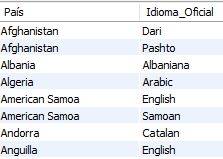 País Idioma_Oficial
Afghanistan Dari
Afghanistan Pashto
Albania Albaniana
Algeria Arabic
American Samoa English
American Samoa Samoan
Andorra Catalan
Anguilla English